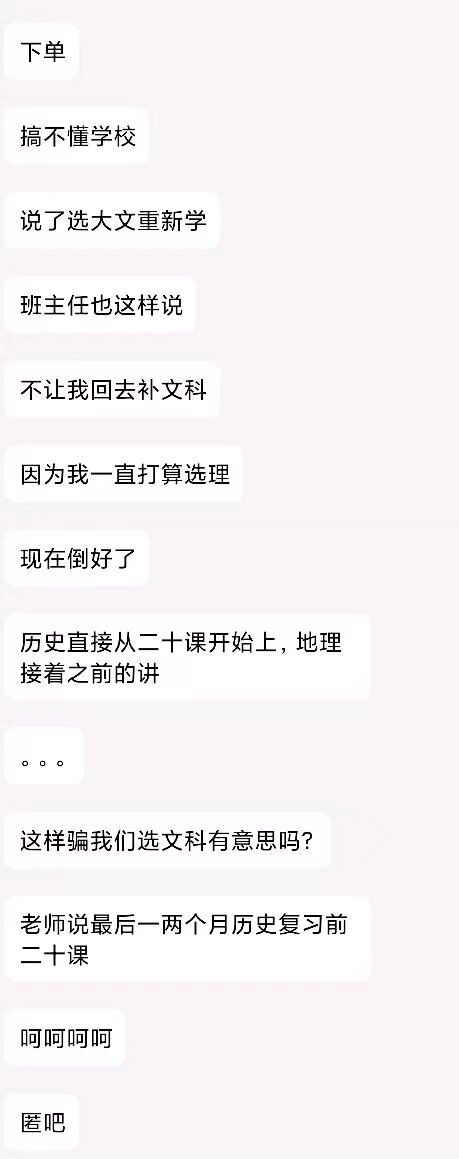 下单
搞不懂学校
说了选大文重新学
班主任也这样说
不让我回去补文科
因为我一直打算选理
现在倒好了
历史直接从二十课开始上，地理
接着之前的讲
。。。
这样骗我们选文科有意思吗？
老师说最后一两个月历史复习前
二十课
呵呵呵呵
匿吧